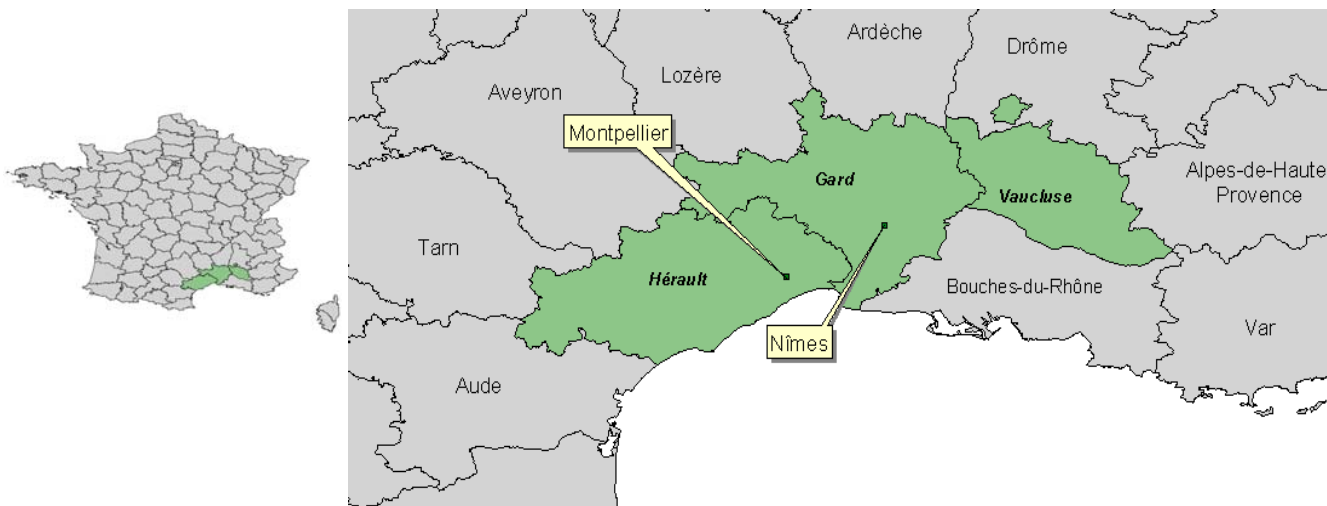 Ardèche
Drôme
Lozère
Aveyron
Montpellier
Gard
Alpes-de-Haute
Provence
Vaucluse
Tarn
Hérault
Bouches-du-Rhône
Var
Nîmes
Aude